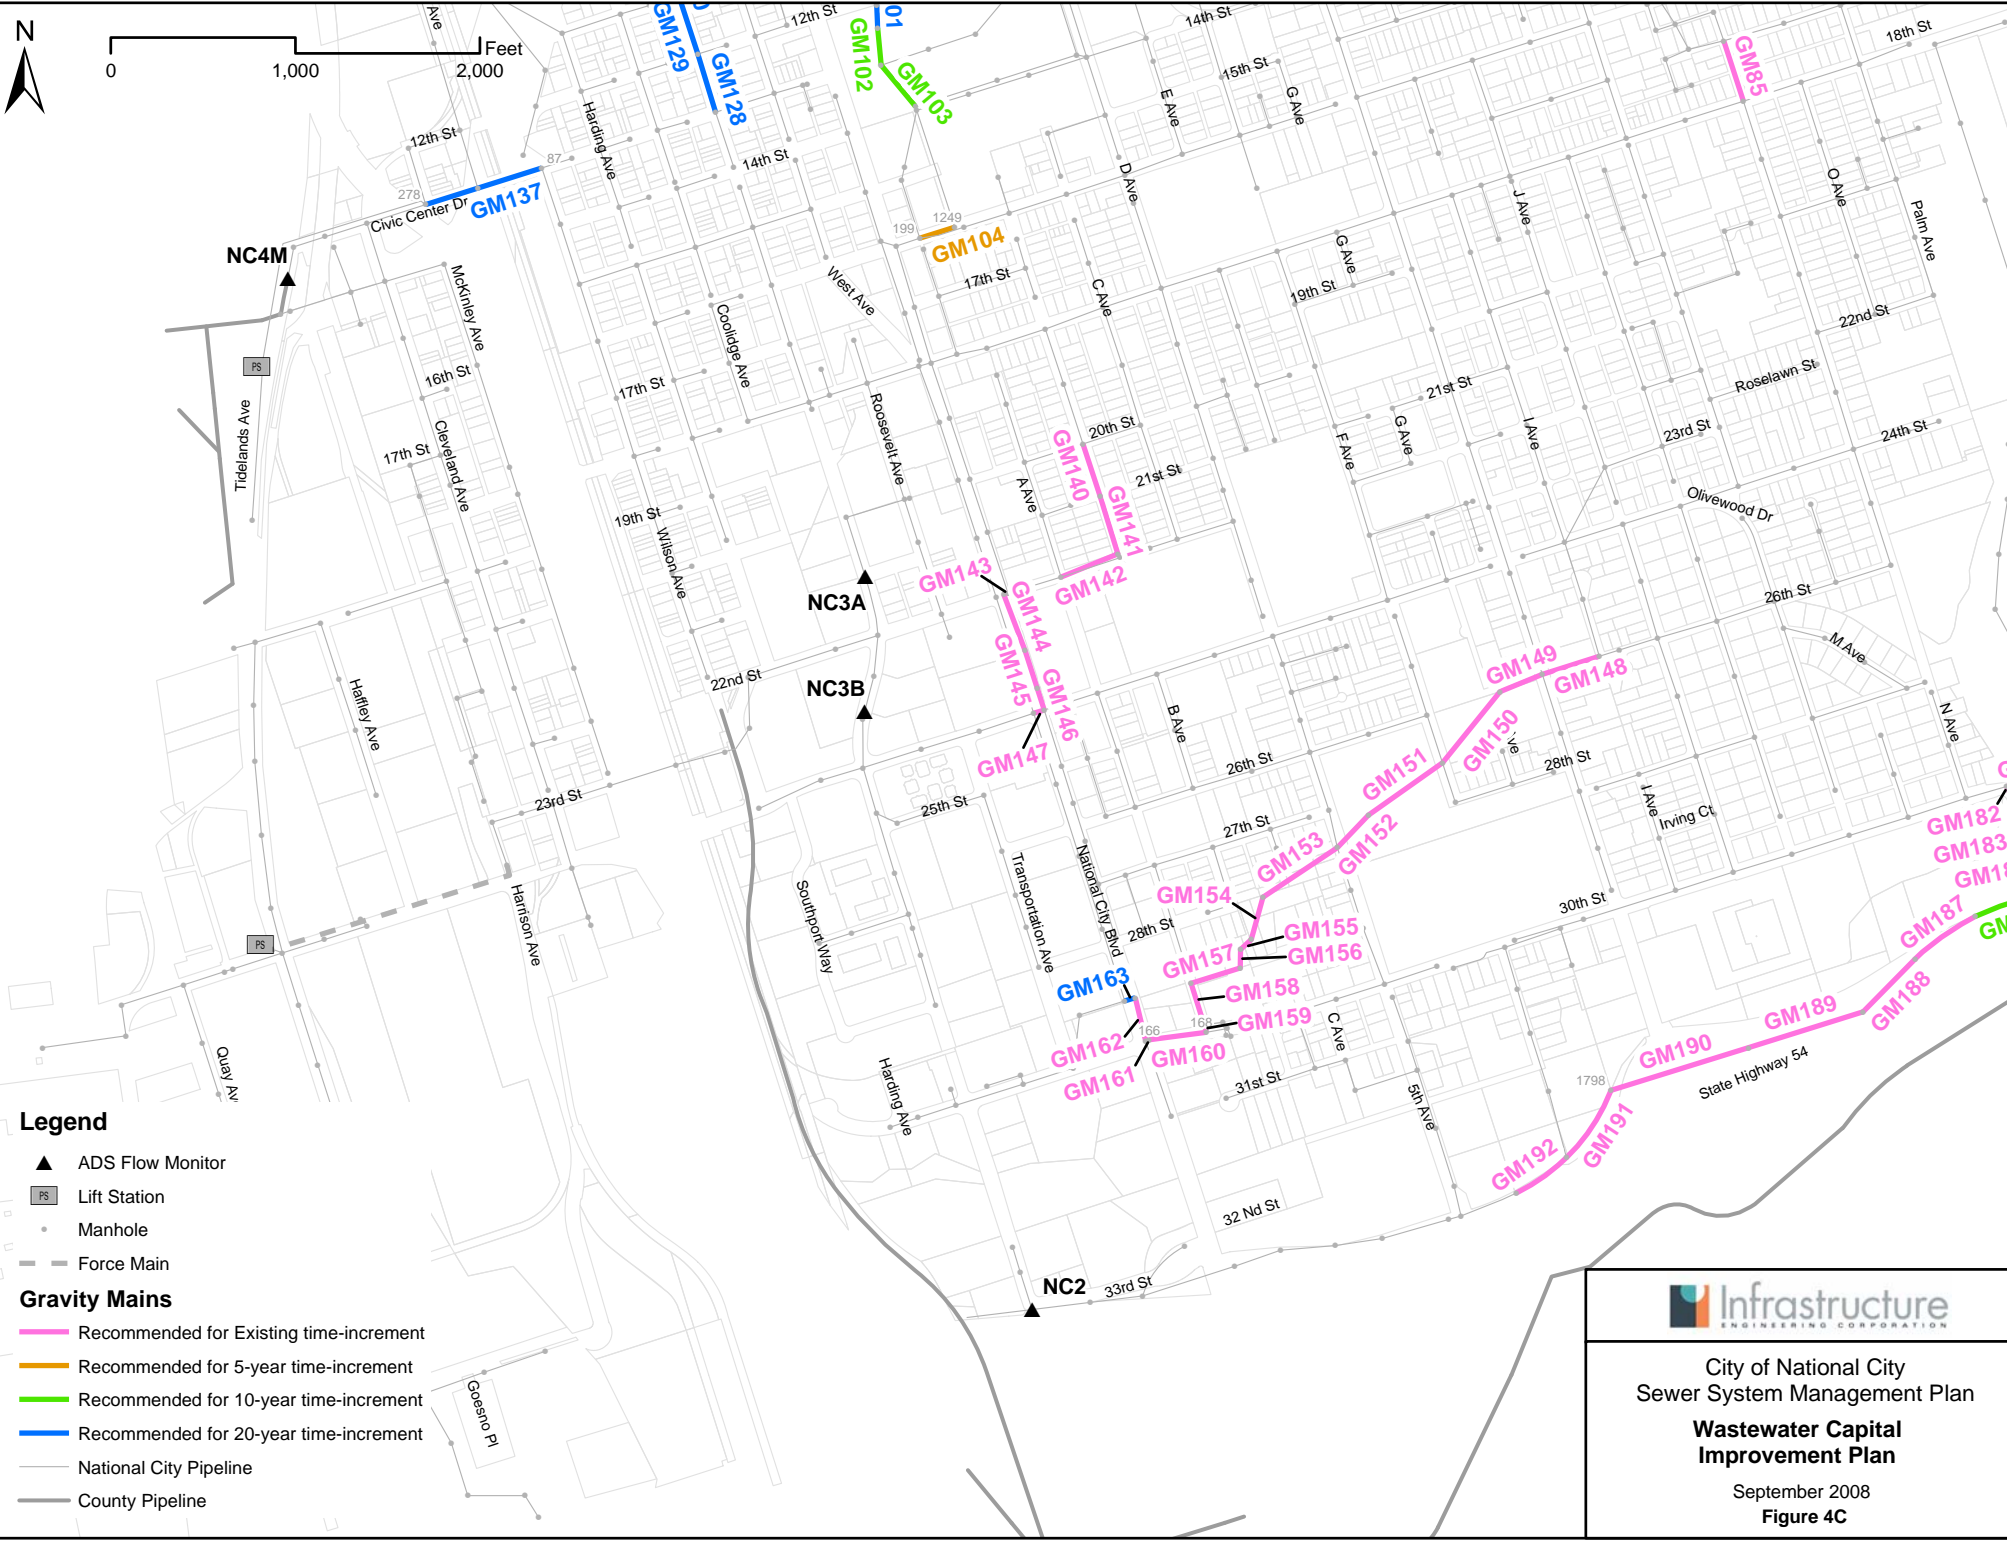 N
0
1,000
2,000
Feet
Ave
GM129
GM128
12th St
GM102
01
GM103
14th St
15th St
E Ave
G Ave
18th St
GM85
12th St
87
278
Civic Center Dr
GM137
Harding Ave
14th St
D Ave
J Ave
O Ave
Palm Ave
NC4M
1249
199
GM104
17th St
West Ave
C Ave
G Ave
19th St
22nd St
McKinley Ave
Coolidge Ave
PS
16th St
17th St
Roosevelt Ave
21st St
Roselawn St
Tidelands Ave
17th St
Cleveland Ave
20th St
GM140
GM141
21st St
F Ave
G Ave
I Ave
23rd St
24th St
A Ave
19th St
Wilson Ave
Olivewood Dr
GM143
GM142
NC3A
GM144
26th St
GM145
GM146
M Ave
22nd St
NC3B
Haffley Ave
GM149
GM148
B Ave
N Ave
GM147
GM150
ve
26th St
GM151
28th St
23rd St
25th St
27th St
I Ave
Irving Ct
GM182
GM183
GM18
GM152
GM153
National City Blvd
Transportation Ave
Southport Way
Harrison Ave
GM154
28th St
30th St
GM187
GM
PS
GM155
GM156
GM157
GM163
GM158
GM188
GM189
168
GM159
166
GM162
GM160
C Ave
GM190
State Highway 54
GM161
31st St
1798
Quay Av
Harding Ave
5th Ave
GM191
GM192
32 Nd St
NC2
33rd St
Goesno Pl
Legend
ADS Flow Monitor
PS
Lift Station
Manhole
Force Main
Gravity Mains
Recommended for Existing time-increment
Recommended for 5-year time-increment
Recommended for 10-year time-increment
Recommended for 20-year time-increment
National City Pipeline
County Pipeline
Infrastructure
ENGINEERING CORPORATION
City of National City
Sewer System Management Plan
Wastewater Capital
Improvement Plan
September 2008
Figure 4C